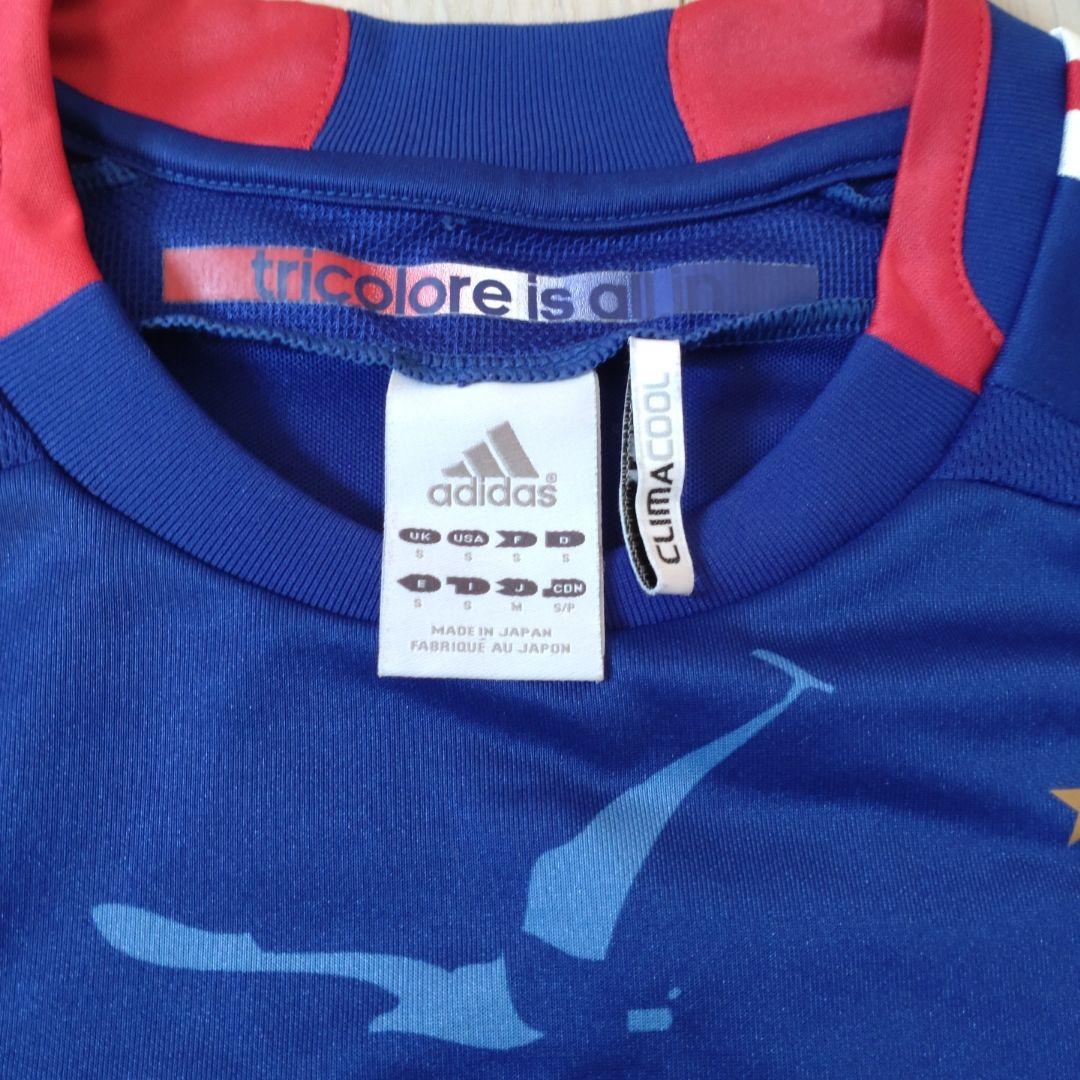 tricolore is all in
adidas®
UK USA F D
S S S S
E I J CDN
S S M S/P
MADE IN JAPAN
FABRIQUÉ AU JAPON
CLIMACOOL